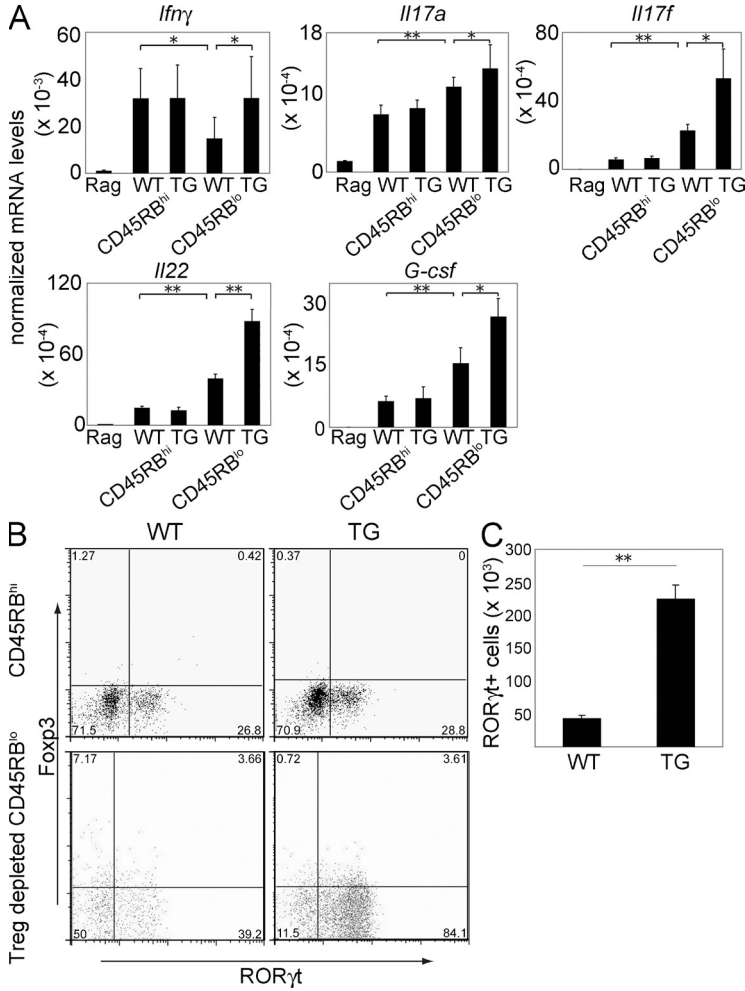 A
Ifnγ
Il17a
Il17f
normalized mRNA levels
(x 10-3)
60
40
20
0
*
*
Rag WT TG WT TG
CD45RBhi
CD45RBlo
(x 10-4)
18
12
6
0
**
*
Rag WT TG WT TG
CD45RBhi
CD45RBlo
(x 10-4)
80
40
0
**
*
Rag WT TG WT TG
CD45RBhi
CD45RBlo
Il22
G-csf
(x 10-4)
120
60
0
**
**
Rag WT TG WT TG
CD45RBhi
CD45RBlo
(x 10-4)
30
15
0
**
*
Rag WT TG WT TG
CD45RBhi
CD45RBlo
B
WT
TG
CD45RBhi
1.27 0.42
71.5 26.8
0.37 0
70.9 28.8
Foxp3
Treg depleted CD45RBlo
7.17 3.66
50 39.2
0.72 3.61
11.5 84.1
RORγt
C
RORγt+ cells (x 103)
300
250
200
150
100
50
**
WT TG